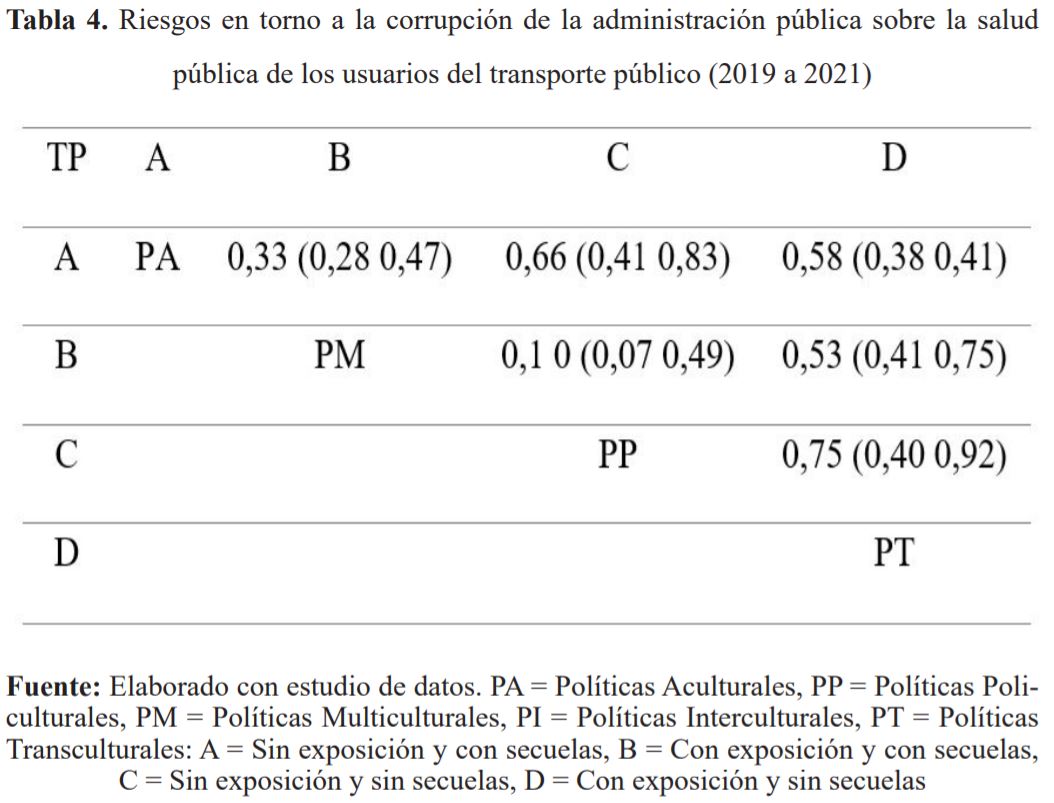 Tabla 4. Riesgos en torno a la corrupción de la administración pública sobre la salud
pública de los usuarios del transporte público (2019 a 2021)
TP A B C D
A PA 0,33 (0,28 0,47) 0,66 (0,41 0,83) 0,58 (0,38 0,41)
B PM 0,1 0 (0,07 0,49) 0,53 (0,41 0,75)
C PP 0,75 (0,40 0,92)
D PT
Fuente: Elaborado con estudio de datos. PA = Políticas Aculturales, PP = Políticas Poli-
culturales, PM = Políticas Multiculturales, PI = Políticas Interculturales, PT = Políticas
Transculturales: A = Sin exposición y con secuelas, B = Con exposición y con secuelas,
C = Sin exposición y sin secuelas, D = Con exposición y sin secuelas